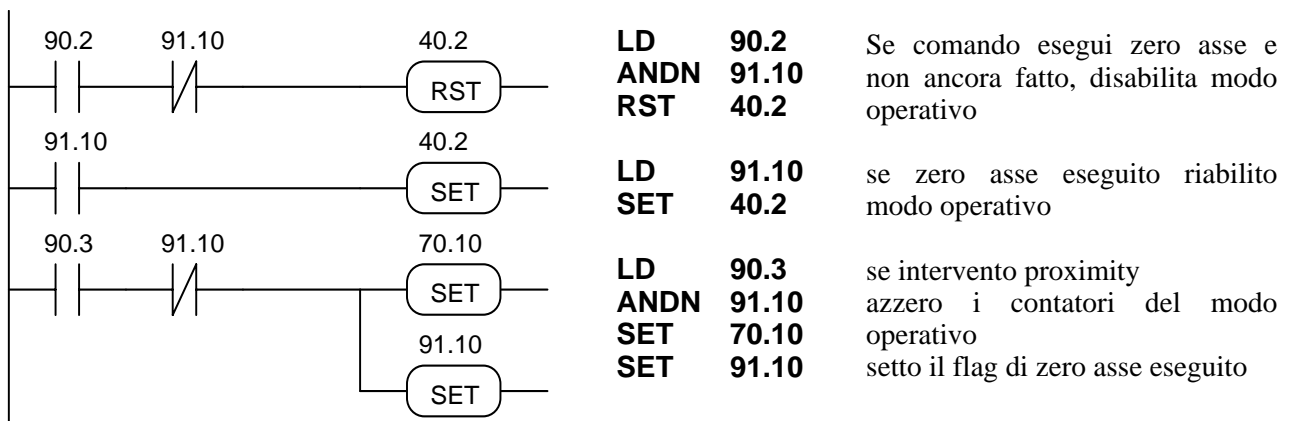 90.2 91.10 40.2
RST
91.10 40.2
SET
90.3 91.10 70.10
SET
91.10
SET
LD 90.2
ANDN 91.10
RST 40.2
LD 91.10
SET 40.2
LD 90.3
ANDN 91.10
SET 70.10
SET 91.10
Se comando esegui zero asse e
non ancora fatto, disabilita modo
operativo
se zero asse eseguito riabilito
modo operativo
se intervento proximity
azzero i contatori del modo
operativo
setto il flag di zero asse eseguito